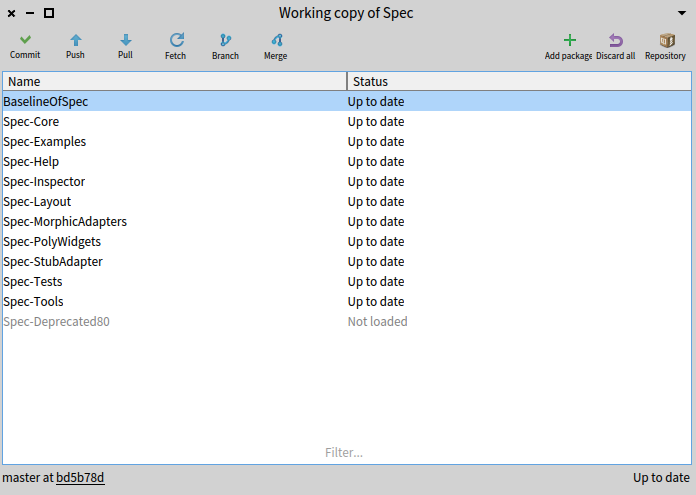 Working copy of Spec
Commit Push Pull Fetch Branch Merge Add package Discard all Repository
Name Status
BaselineOfSpec Up to date
Spec-Core Up to date
Spec-Examples Up to date
Spec-Help Up to date
Spec-Inspector Up to date
Spec-Layout Up to date
Spec-MorphicAdapters Up to date
Spec-PolyWidgets Up to date
Spec-StubAdapter Up to date
Spec-Tests Up to date
Spec-Tools Up to date
Spec-Deprecated80 Not loaded
Filter...
master at bd5b78d Up to date